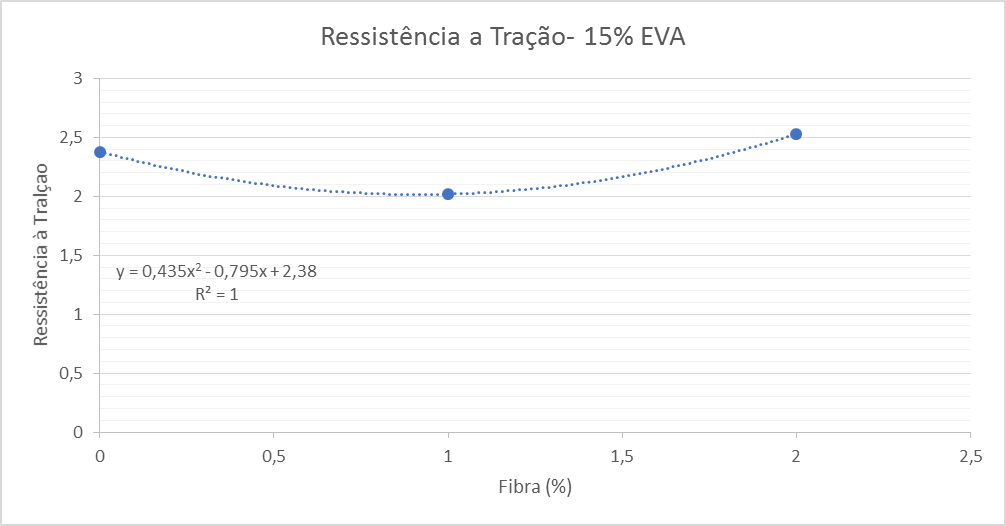 Ressistência a Tração- 15% EVA
3
2,5
2
1,5
1
0,5
0
Ressistência à Tralçao
y = 0,435x² - 0,795x + 2,38
R² = 1
0 0,5 1 1,5 2 2,5
Fibra (%)